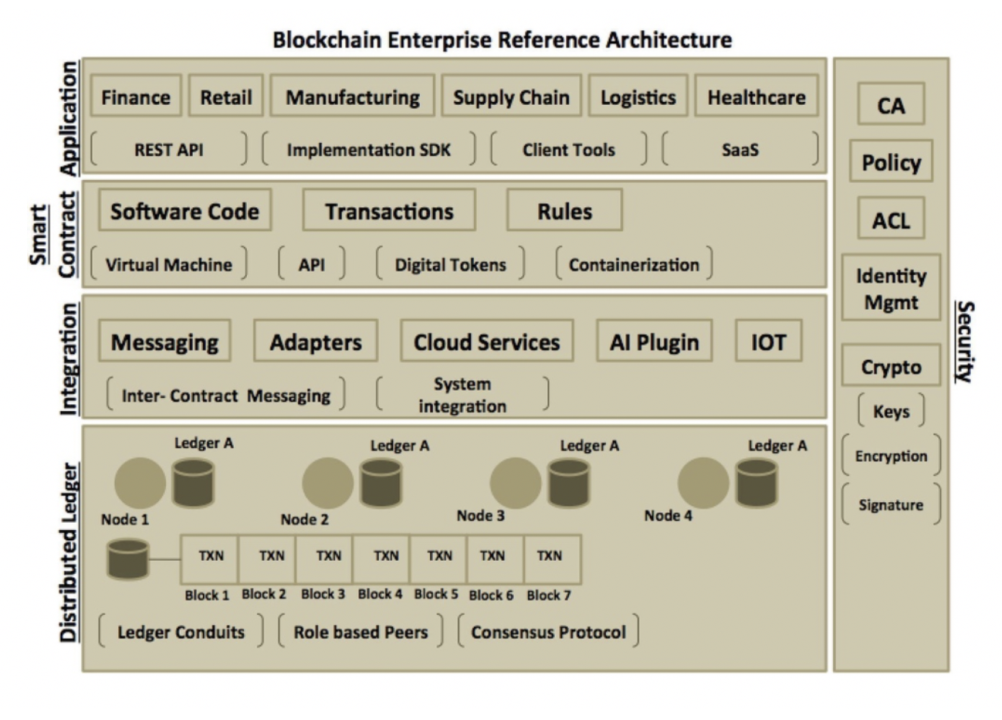 Blockchain Enterprise Reference Architecture
Application
Finance
Retail
Manufacturing
Supply Chain
Logistics
Healthcare
REST API
Implementation SDK
Client Tools
SaaS
Smart
Contract
Software Code
Transactions
Rules
Virtual Machine
API
Digital Tokens
Containerization
Integration
Messaging
Adapters
Cloud Services
AI Plugin
IOT
Inter- Contract Messaging
System
integration
Distributed Ledger
Ledger A
Ledger A
Ledger A
Ledger A
Node 1
Node 2
Node 3
Node 4
TXN
TXN
TXN
TXN
TXN
TXN
TXN
Block 1
Block 2
Block 3
Block 4
Block 5
Block 6
Block 7
Ledger Conduits
Role based Peers
Consensus Protocol
Security
CA
Policy
ACL
Identity
Mgmt
Crypto
Keys
Encryption
Signature